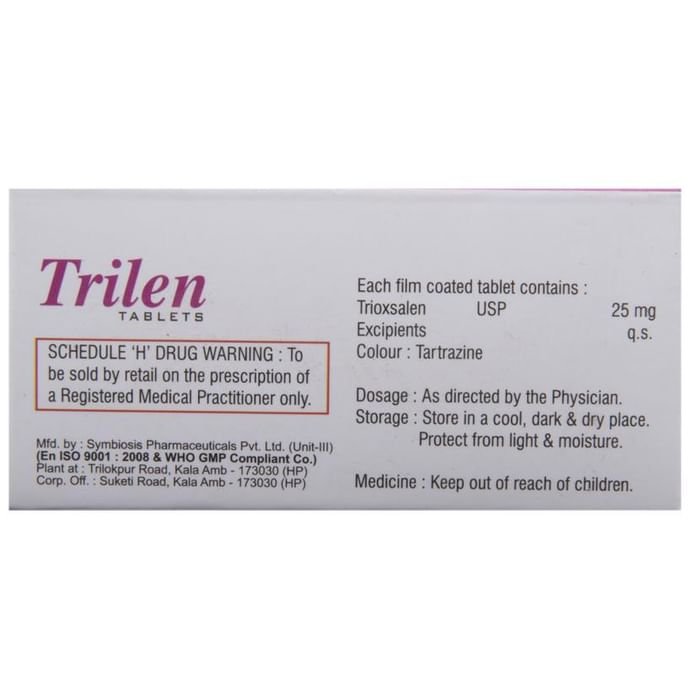 Trilen
TABLETS
SCHEDULE 'H' DRUG WARNING : To
be sold by retail on the prescription of
a Registered Medical Practitioner only.
Mfd. by : Symbiosis Pharmaceuticals Pvt. Ltd. (Unit-III)
(En ISO 9001 : 2008 & WHO GMP Compliant Co.)
Plant at : Trilokpur Road, Kala Amb - 173030 (HP)
Corp. Off. : Suketi Road, Kala Amb - 173030 (HP)
Each film coated tablet contains :
Trioxsalen USP 25 mg
Excipients q.s.
Colour : Tartrazine
Dosage : As directed by the Physician.
Storage : Store in a cool, dark & dry place.
Protect from light & moisture.
Medicine : Keep out of reach of children.